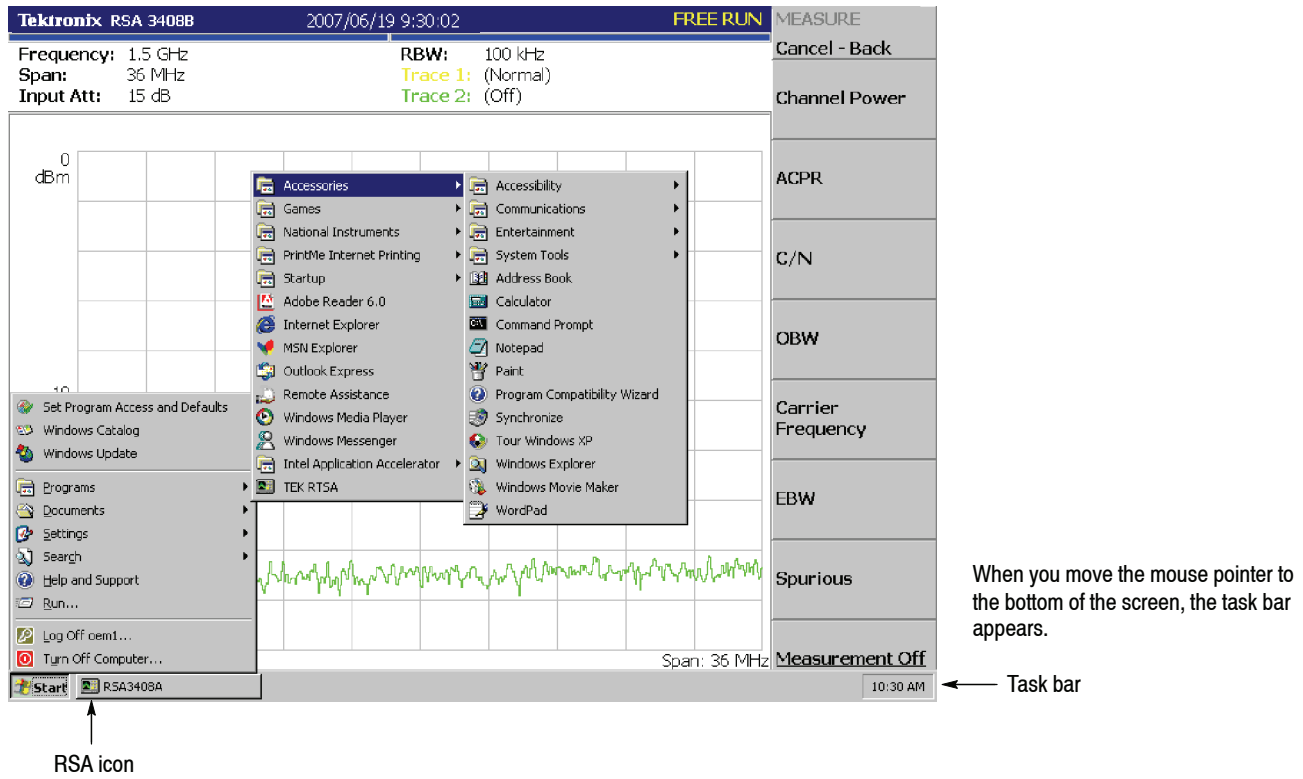 Tektronix RSA 3408B 2007/06/19 9:30:02 FREE RUN
Frequency: 1.5 GHz RBW: 100 kHz
Span: 36 MHz Trace 1: (Normal)
Input Att: 15 dB Trace 2: (Off)
MEASURE
Cancel - Back
Channel Power
ACPR
C/N
OBW
Carrier
Frequency
EBW
Spurious
Measurement Off
0
dBm
Accessories
Games
National Instruments
PrintMe Internet Printing
Startup
Adobe Reader 6.0
Internet Explorer
MSN Explorer
Outlook Express
Remote Assistance
Windows Media Player
Windows Messenger
Intel Application Accelerator
TEK RTSA
Accessibility
Communications
Entertainment
System Tools
Address Book
Calculator
Command Prompt
Notepad
Paint
Program Compatibility Wizard
Synchronize
Tour Windows XP
Windows Explorer
Windows Movie Maker
WordPad
Set Program Access and Defaults
Windows Catalog
Windows Update
Programs
Documents
Settings
Search
Help and Support
Run...
Log Off oem1...
Turn Off Computer...
Span: 36 MHz
Start RSA3408A 10:30 AM
When you move the mouse pointer to
the bottom of the screen, the task bar
appears.
Task bar
RSA icon